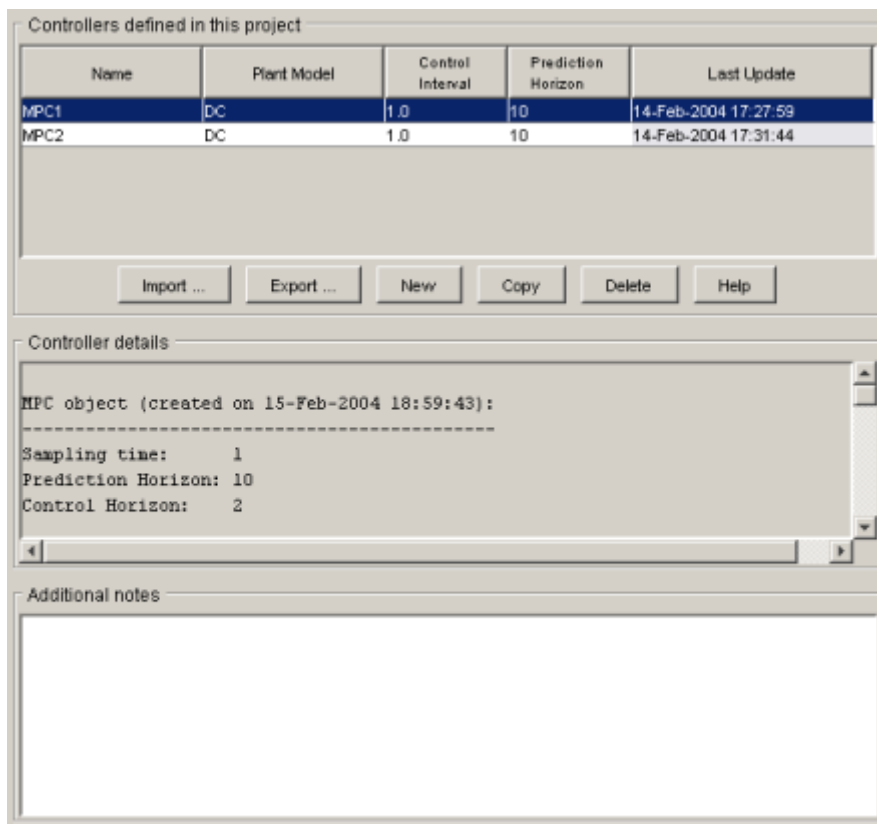 Controllers defined in this project
Name Plant Model Control Interval Prediction Horizon Last Update
MPC1 DC 1.0 10 14-Feb-2004 17:27:59
MPC2 DC 1.0 10 14-Feb-2004 17:31:44
Import ... Export ... New Copy Delete Help
Controller details
MPC object (created on 15-Feb-2004 18:59:43):
---------------------------------------------
Sampling time: 1
Prediction Horizon: 10
Control Horizon: 2
Additional notes